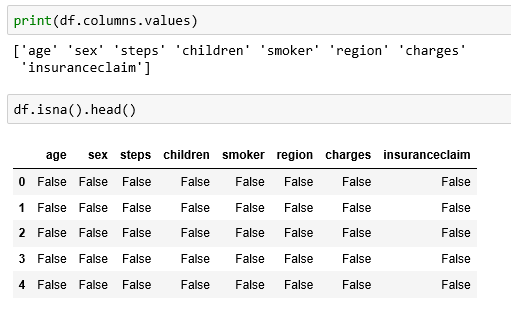 print(df.columns.values)
['age' 'sex' 'steps' 'children' 'smoker' 'region' 'charges'
 'insuranceclaim']
df.isna().head()
age sex steps children smoker region charges insuranceclaim
0 False False False False False False False False
1 False False False False False False False False
2 False False False False False False False False
3 False False False False False False False False
4 False False False False False False False False